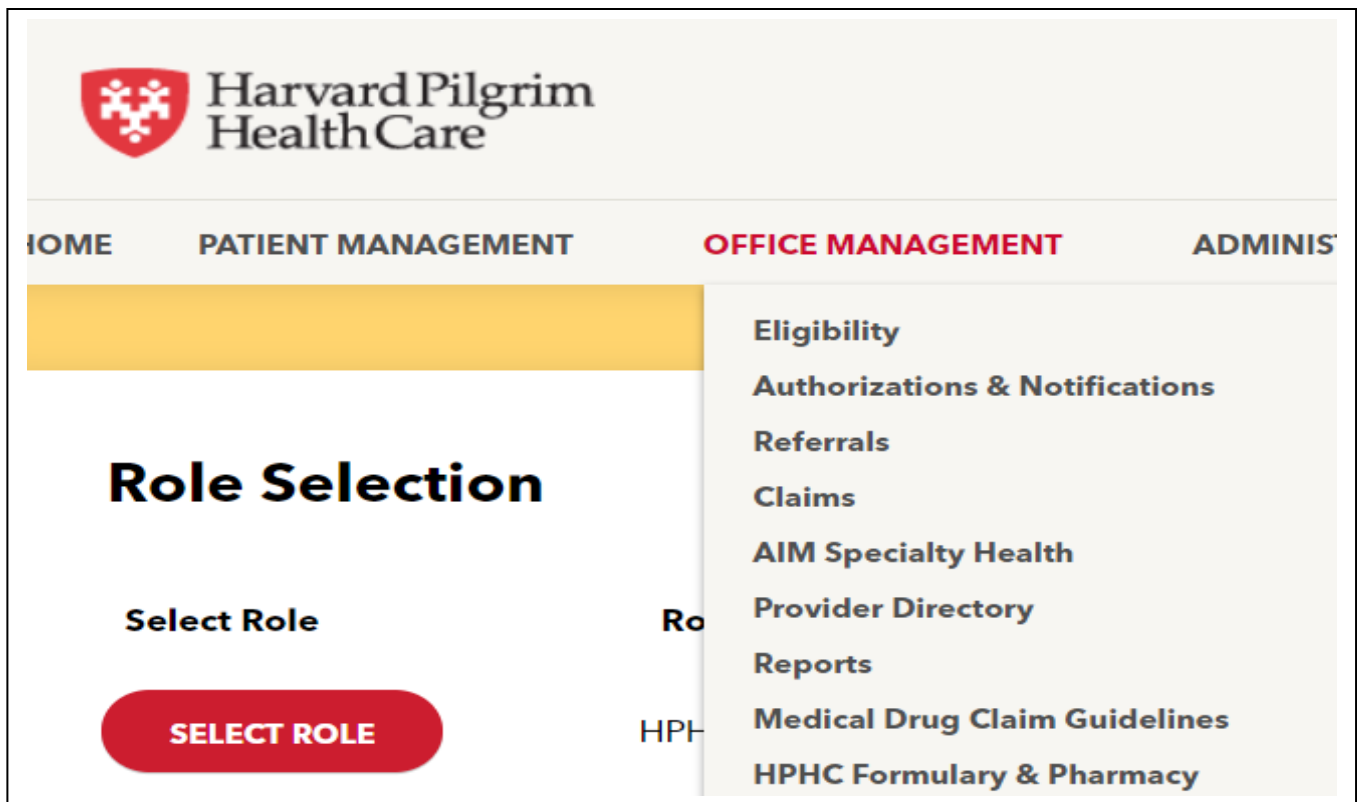 Harvard Pilgrim
Health Care
HOME PATIENT MANAGEMENT OFFICE MANAGEMENT
Eligibility
Authorizations & Notifications
Referrals
Claims
AIM Specialty Health
Provider Directory
Reports
Medical Drug Claim Guidelines
HPHC Formulary & Pharmacy
Role Selection
Select Role
SELECT ROLE